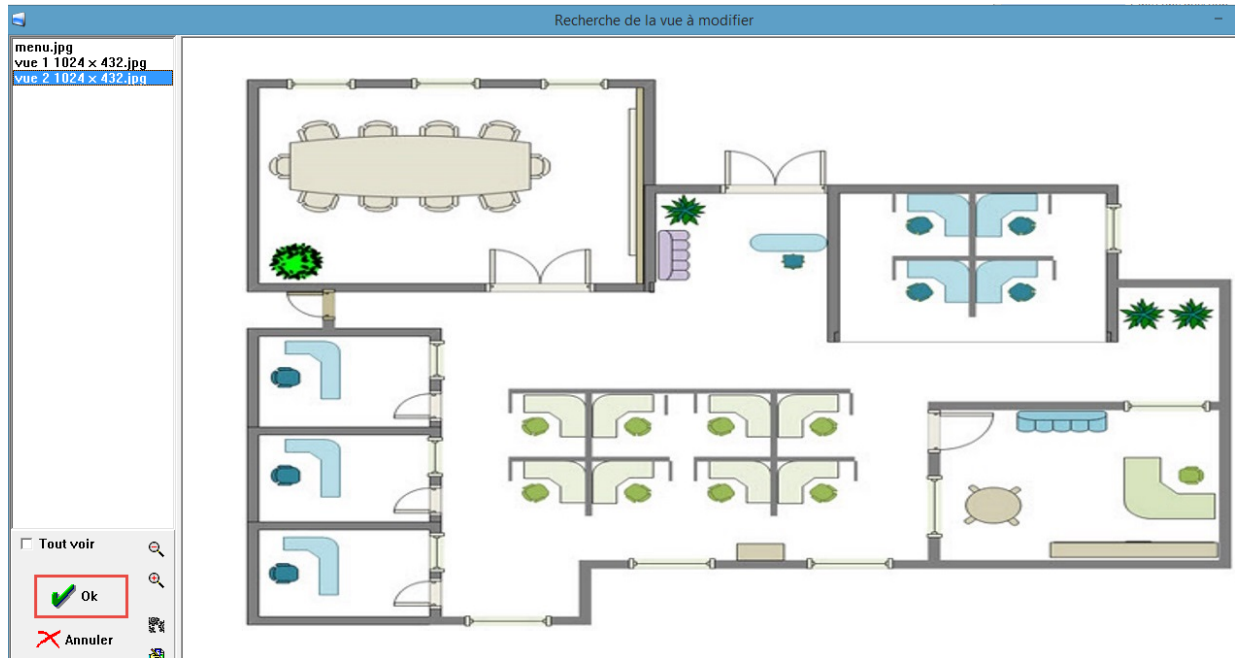 Recherche de la vue à modifier
menu.jpg
vue 1 1024 x 432.jpg
vue 2 1024 x 432.jpg
Tout voir
Ok
Annuler